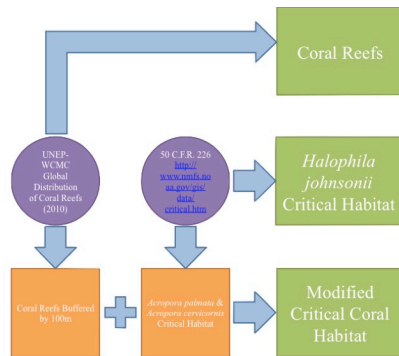 Coral Reefs
UNEP-
WCMC
Global
Distribution
of Coral Reefs
(2010)
50 C.F.R. 226
http://
www.nmfs.no
aa.gov/gis/
data/
critical.htm
Halophila
johnsonii
Critical Habitat
Coral Reefs Buffered
by 100m
Acropora palmata &
Acropora cervicornis
Critical Habitat
Modified
Critical Coral
Habitat